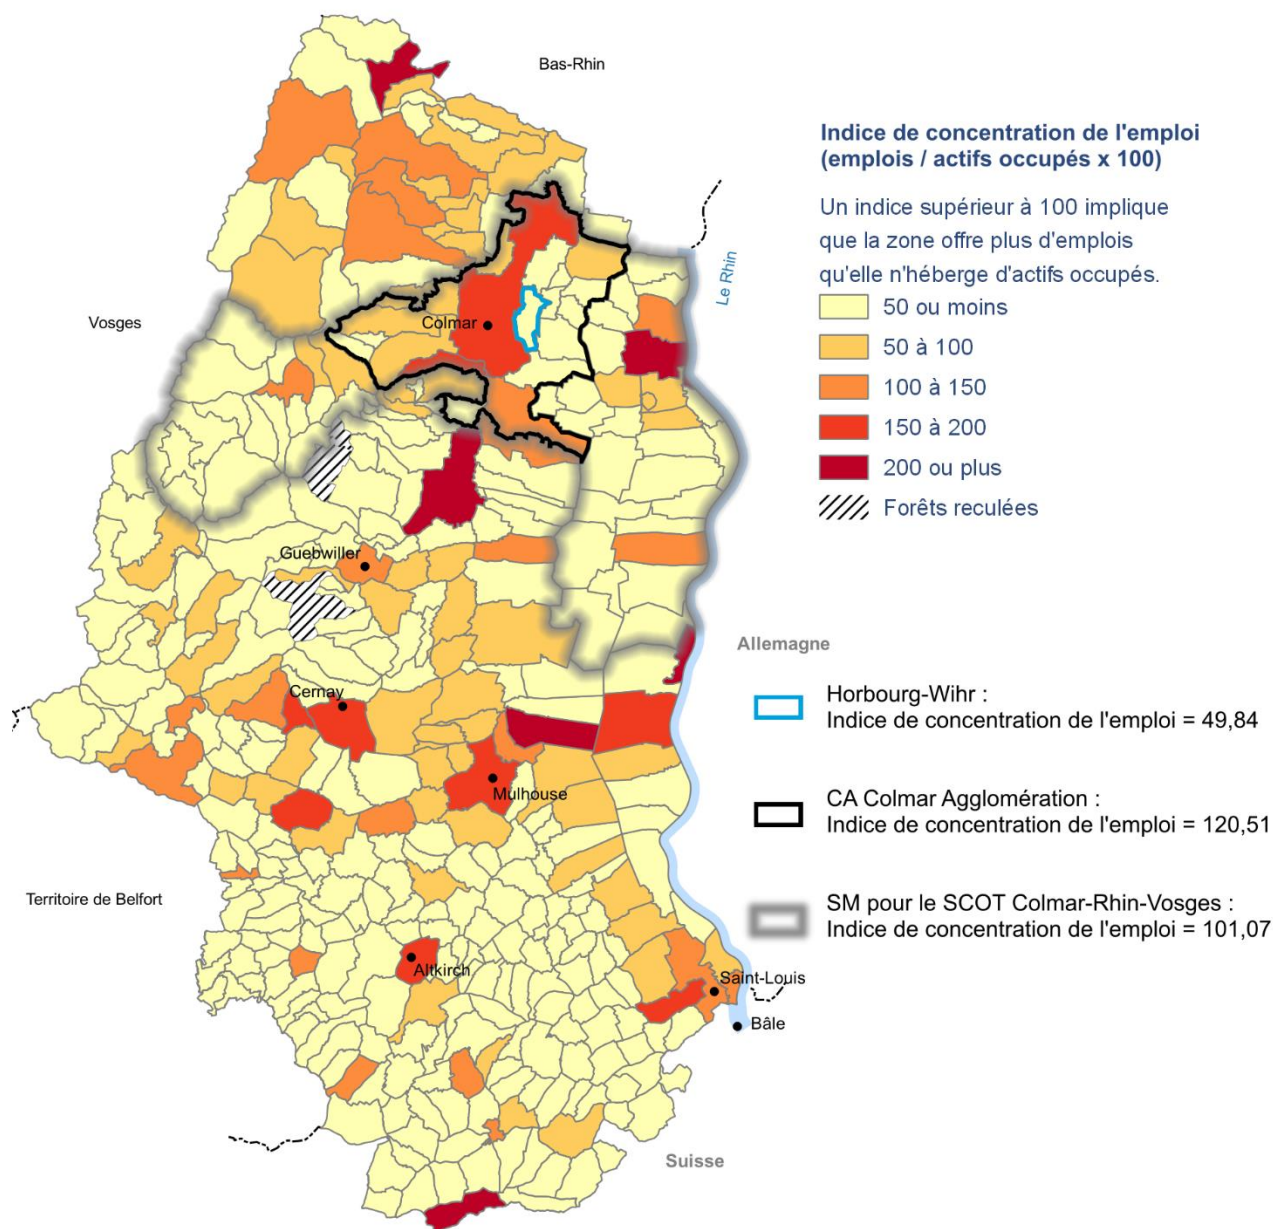 Bas-Rhin
Indice de concentration de l'emploi
(emplois / actifs occupés x 100)
Un indice supérieur à 100 implique
que la zone offre plus d'emplois
qu'elle n'héberge d'actifs occupés.
Le Rhin
50 ou moins
Vosges
Colmar
50 à 100
100 à 150
150 à 200
200 ou plus
Forêts reculées
Guebwiller
Allemagne
Horbourg-Wihr :
Indice de concentration de l'emploi = 49,84
Cernay
Mulhouse
CA Colmar Agglomération :
Indice de concentration de l'emploi = 120,51
Territoire de Belfort
SM pour le SCOT Colmar-Rhin-Vosges :
Indice de concentration de l'emploi = 101,07
Altkirch
Saint-Louis
Bâle
Suisse